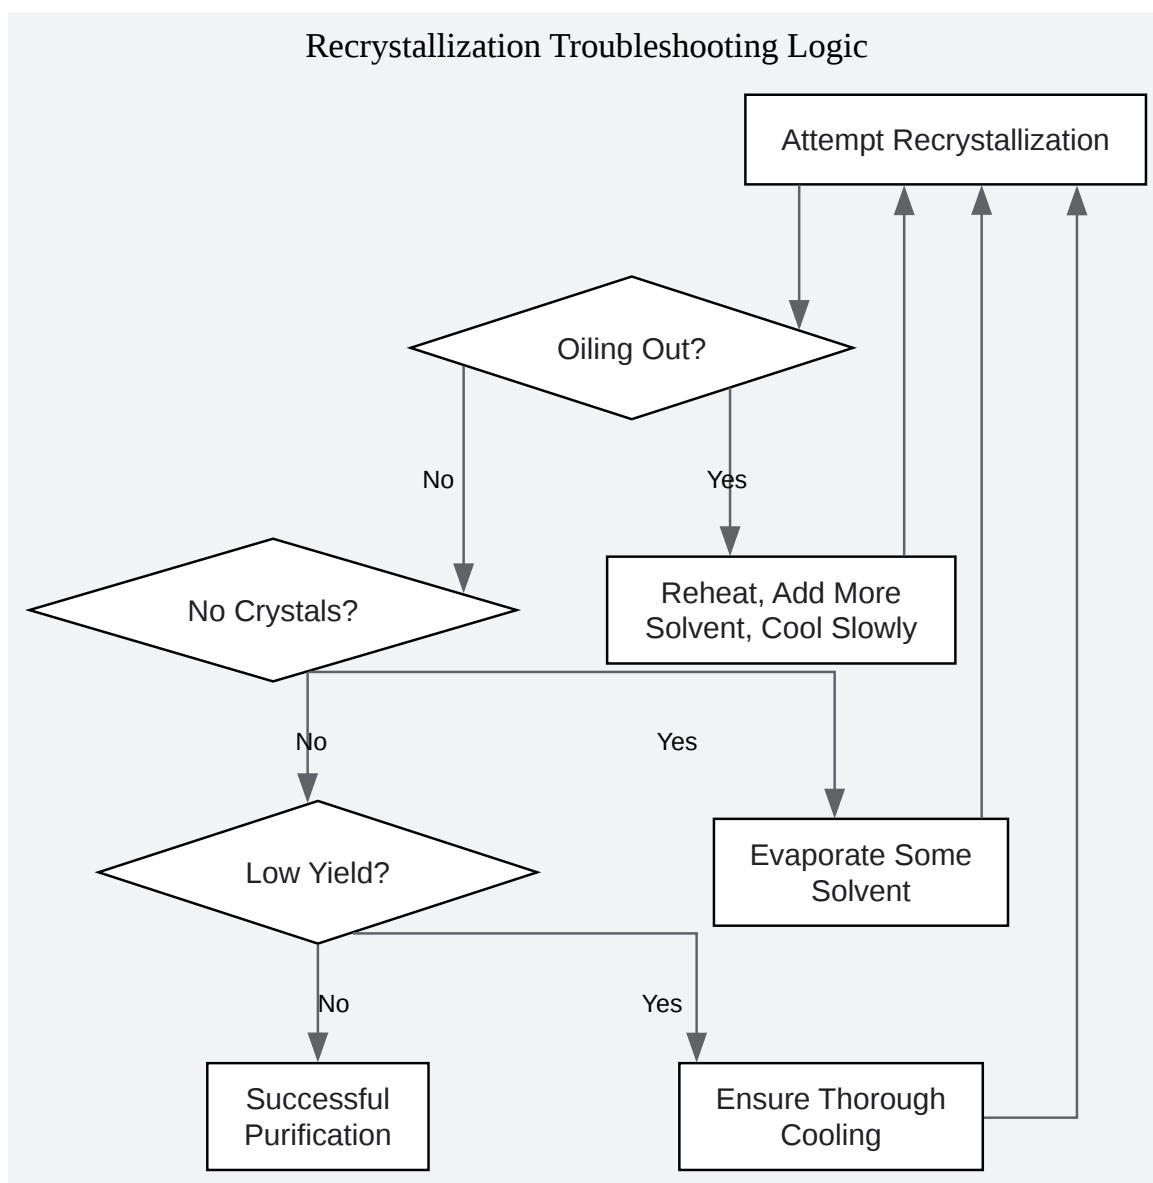 Recrystallization Troubleshooting Logic
Attempt Recrystallization
Oiling Out?
No
Yes
No Crystals?
Reheat, Add More
Solvent, Cool Slowly
No
Yes
Low Yield?
Evaporate Some
Solvent
No
Yes
Successful
Purification
Ensure Thorough
Cooling